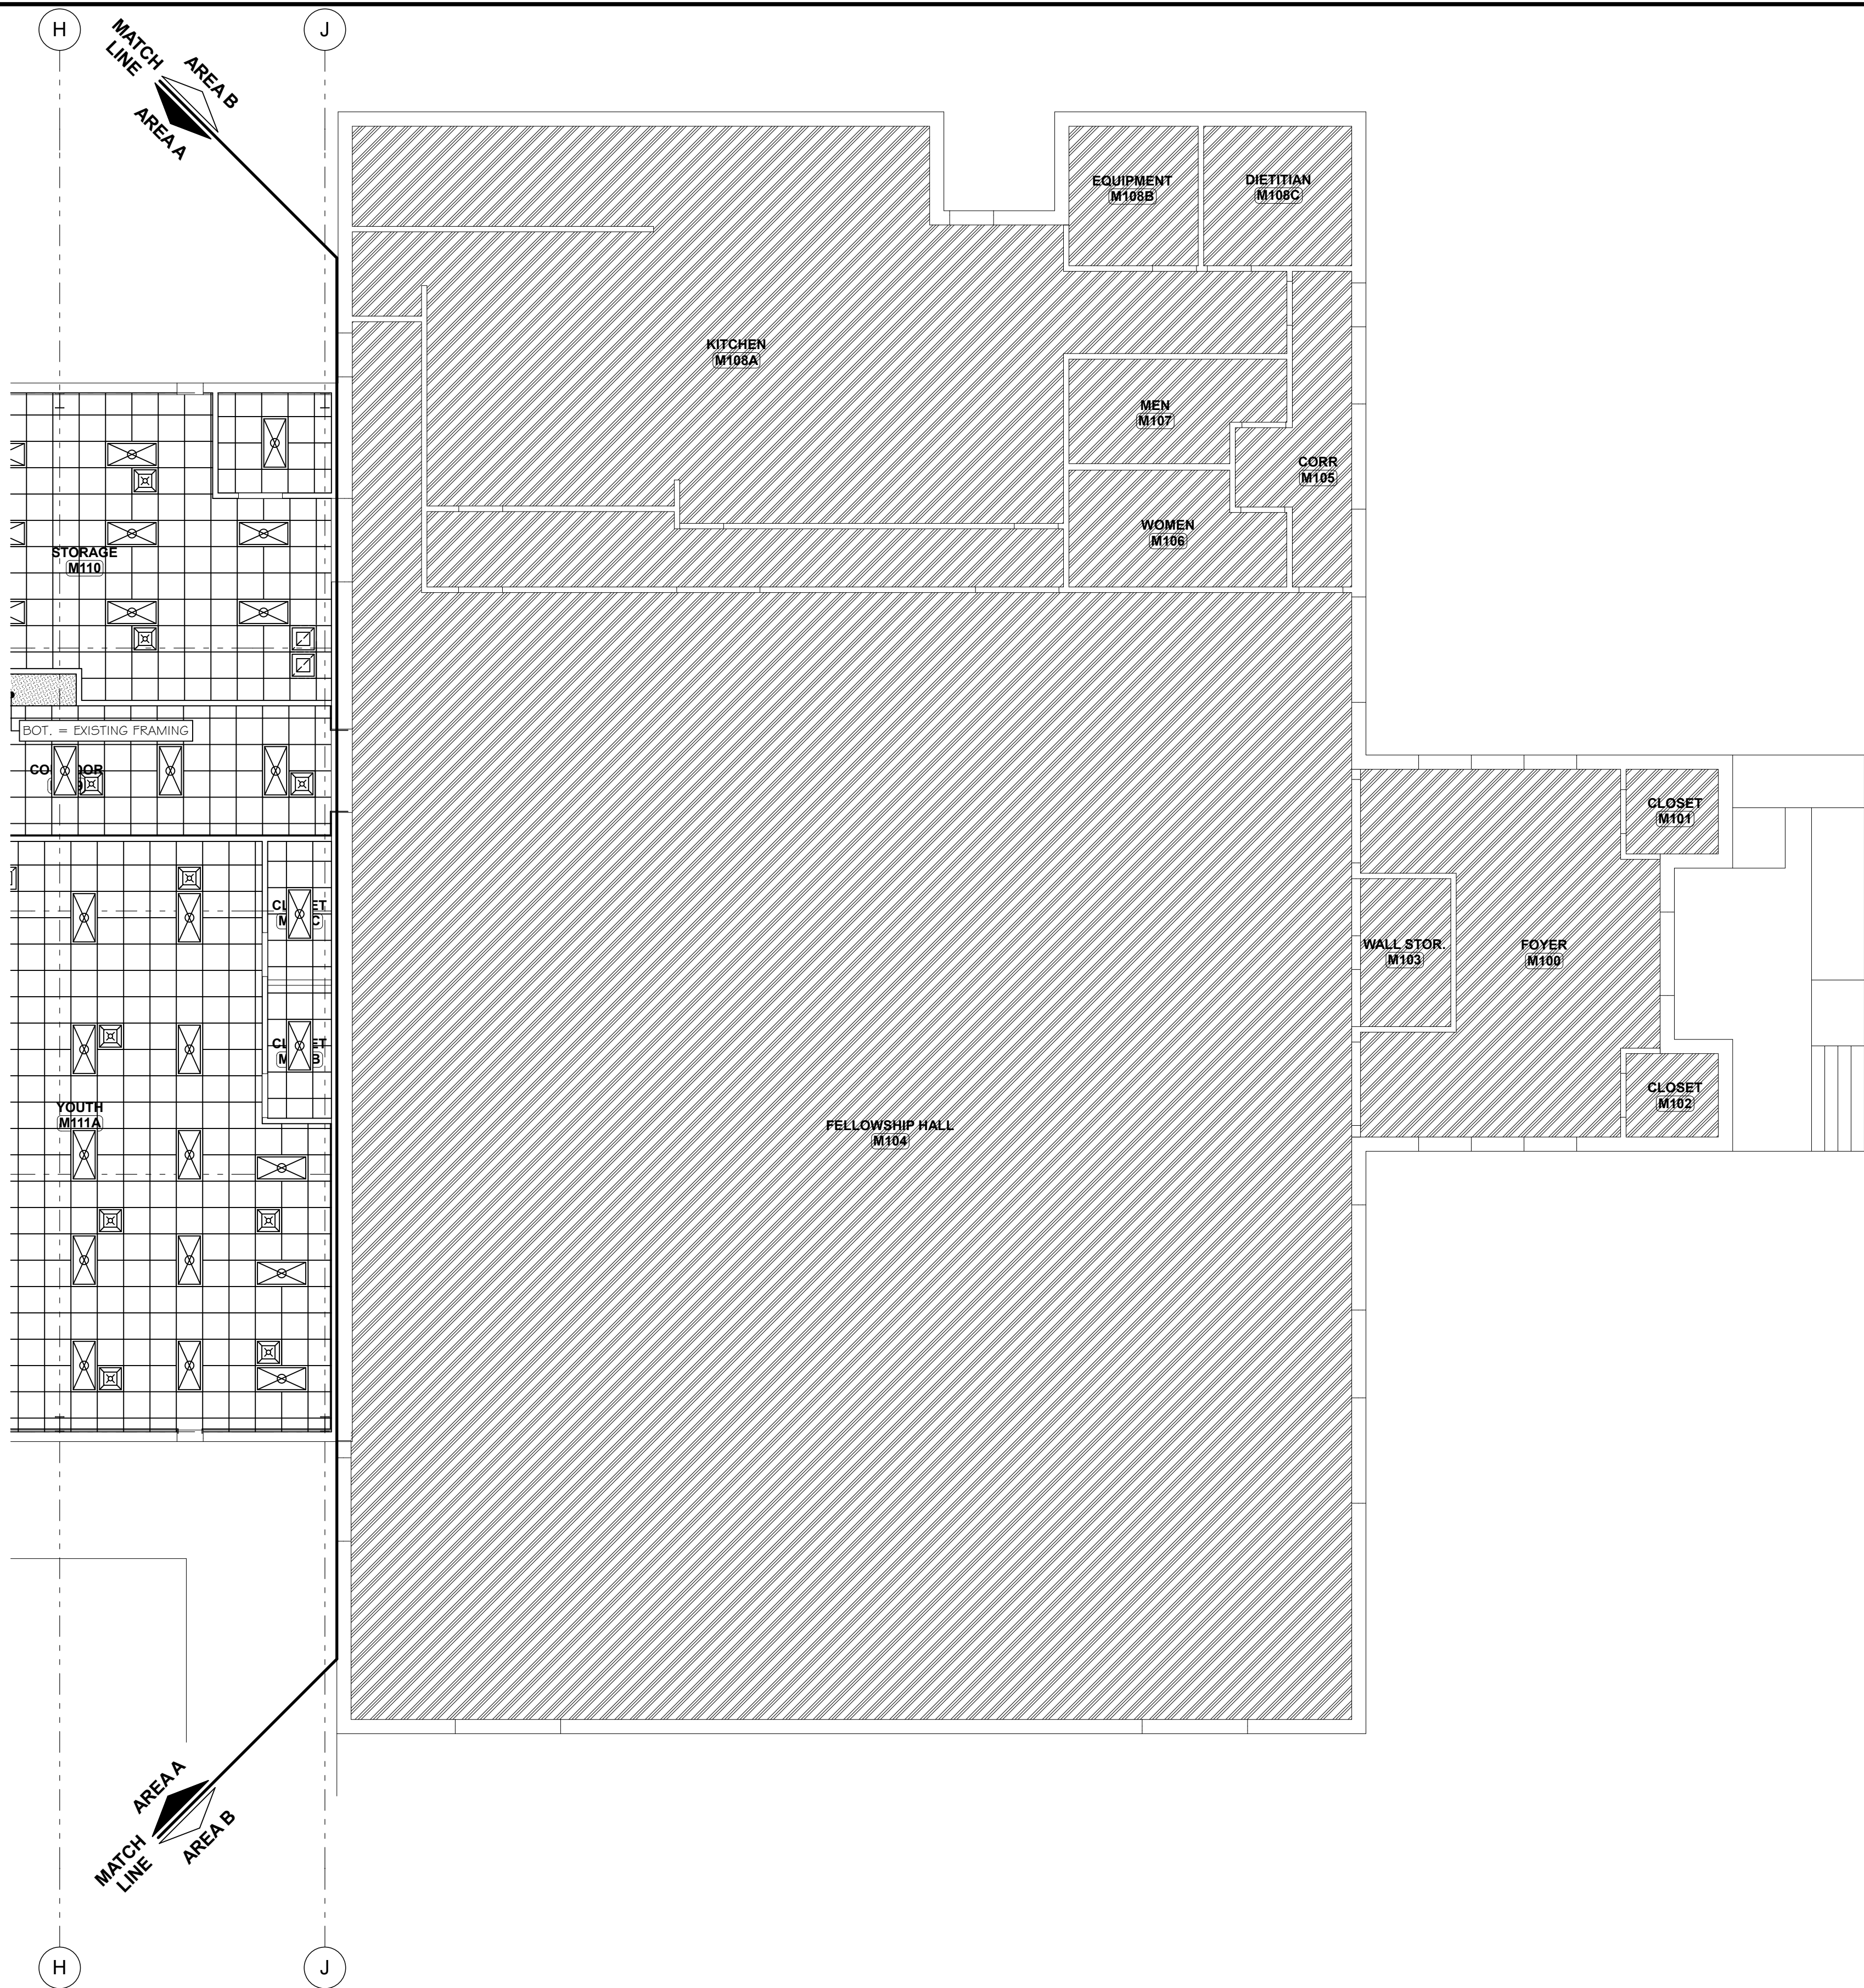 H
J
MATCH
LINE
AREA B
AREA A
EQUIPMENT
M108B
DIETITIAN
M108C
KITCHEN
M108A
MEN
M107
CORR
M105
WOMEN
M106
STORAGE
M110
BOT. = EXISTING FRAMING
CLOSET
M101
WALL STOR.
M103
FOYER
M100
CLOSET
M102
YOUTH
M111A
FELLOWSHIP HALL
M104
AREA A
AREA B
MATCH
LINE
H
J